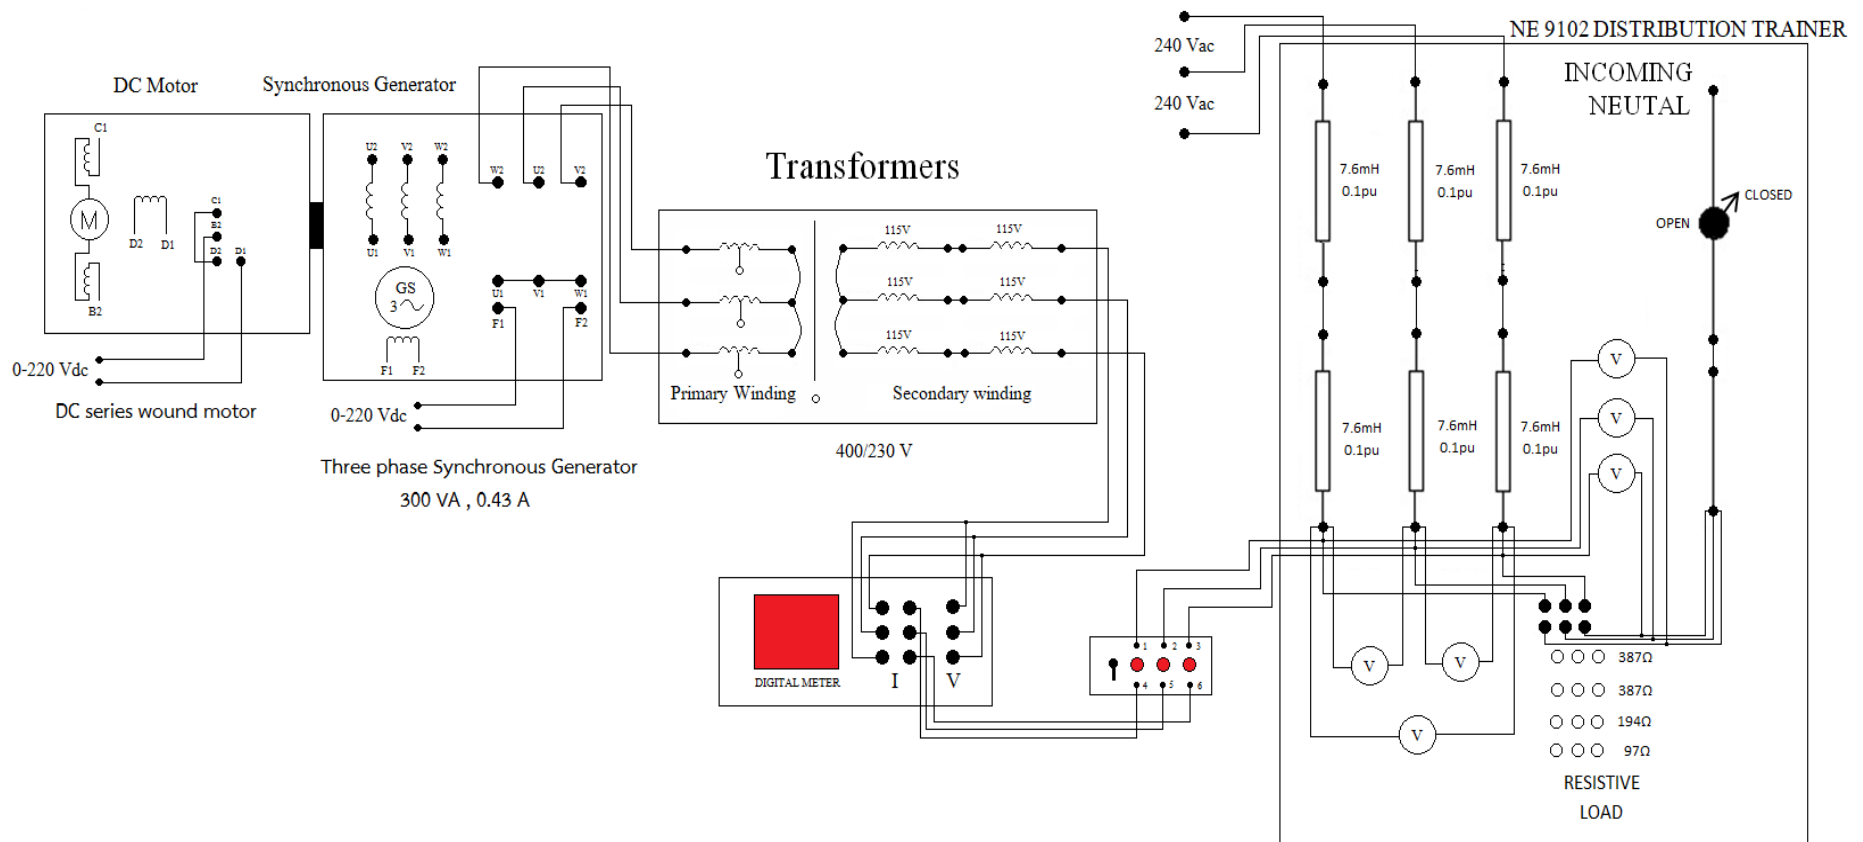 NE 9102 DISTRIBUTION TRAINER
240 Vac
240 Vac
INCOMING
NEUTAL
DC Motor
Synchronous Generator
C1
M
B2
D2 D1
C1
B2
D2 D1
U2 V2 W2
U1 V1 W1
GS
3
F1 F2
W2 U2 V2
U1 V1 W1
F1 F2
0-220 Vdc
DC series wound motor
0-220 Vdc
Three phase Synchronous Generator
300 VA , 0.43 A
Transformers
115V 115V
115V 115V
115V 115V
Primary Winding
Secondary winding
400/230 V
7.6mH
0.1pu
7.6mH
0.1pu
7.6mH
0.1pu
CLOSED
OPEN
7.6mH
0.1pu
7.6mH
0.1pu
7.6mH
0.1pu
V
V
V
DIGITAL METER
I V
1 2 3
4 5 6
V V
V
387Ω
387Ω
194Ω
97Ω
RESISTIVE
LOAD